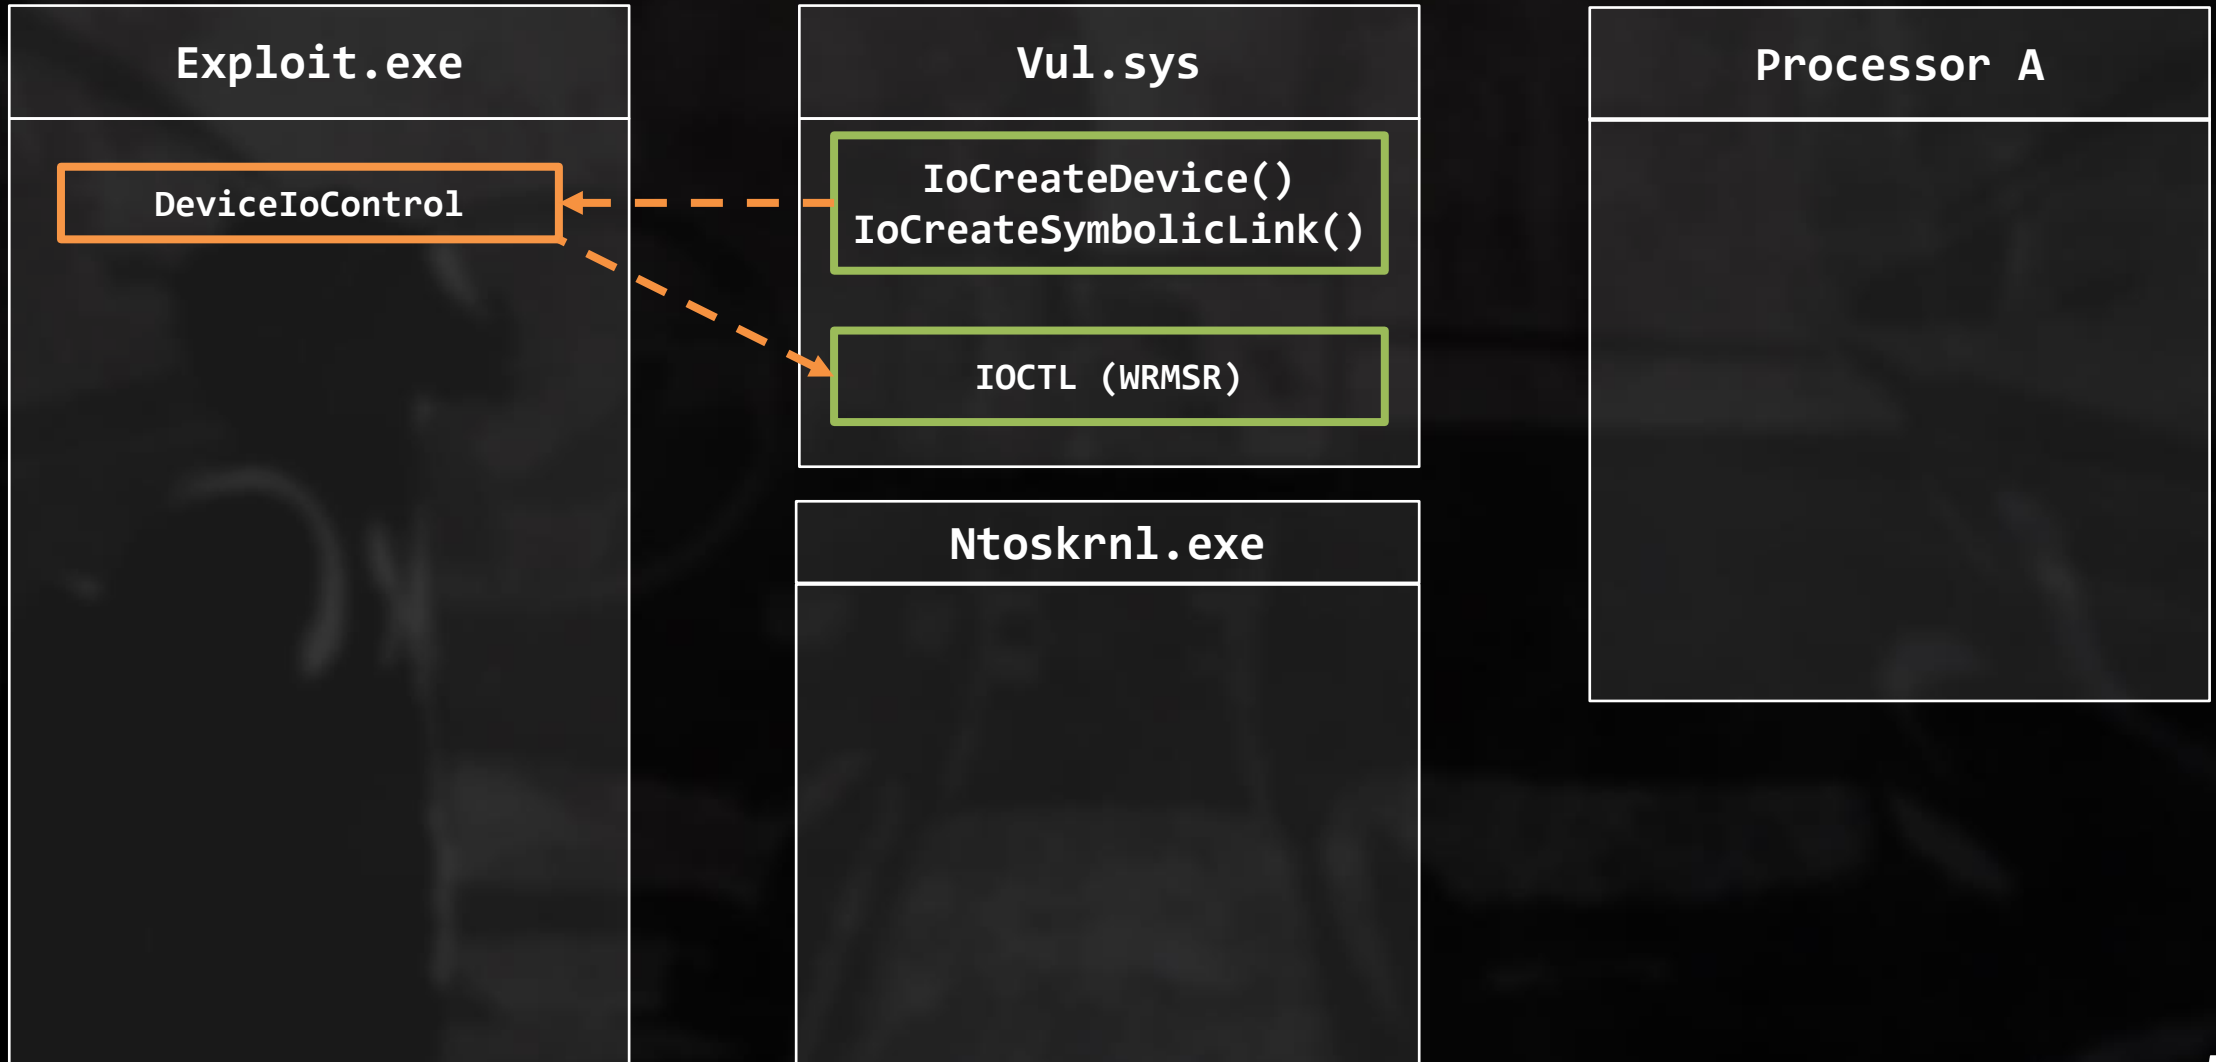 Exploit.exe
DeviceIoControl
Vul.sys
IoCreateDevice()
IoCreateSymbolicLink()
IOCTL (WRMSR)
Ntoskrnl.exe
Processor A